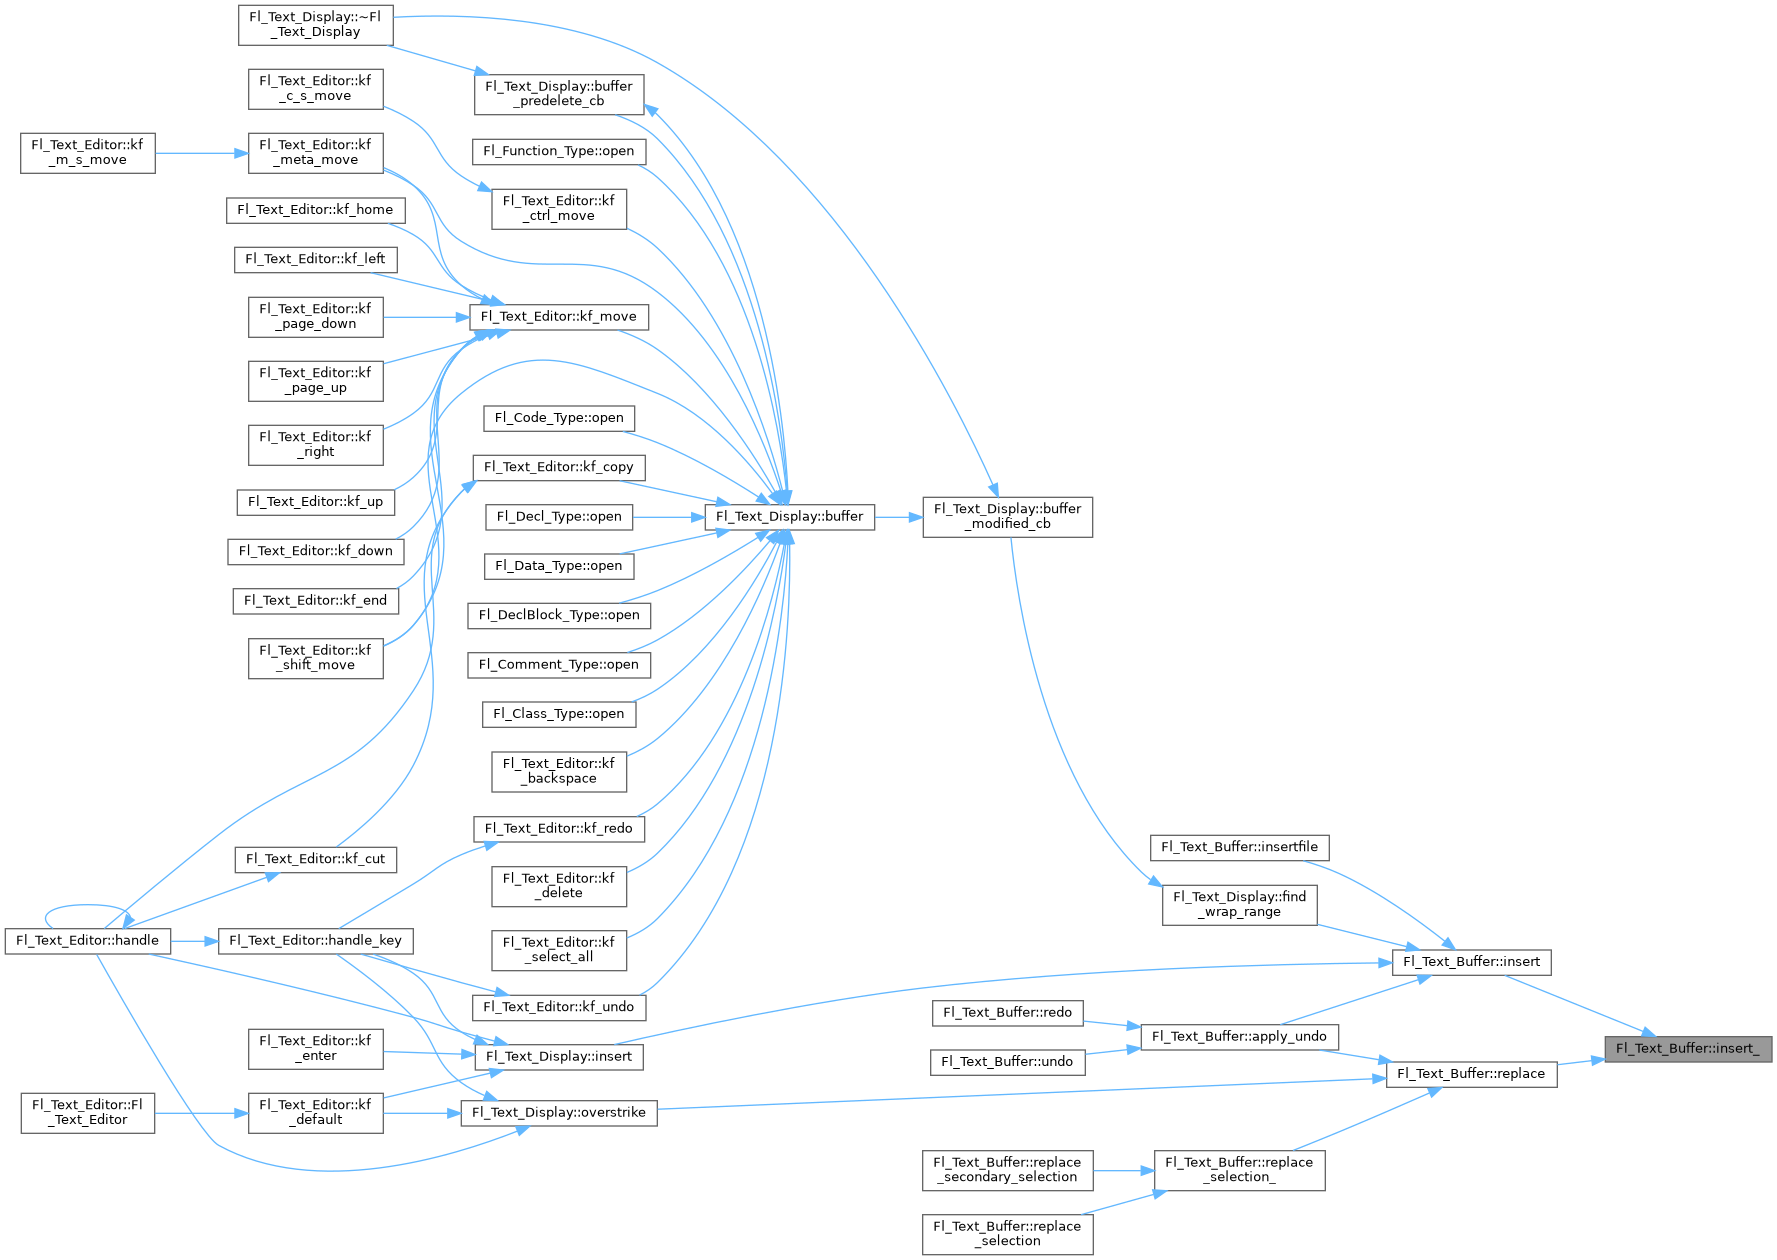 Fl_Text_Display::~Fl
_Text_Display
Fl_Text_Editor::kf
_c_s_move
Fl_Text_Display::buffer
_predelete_cb
Fl_Text_Editor::kf
_m_s_move
Fl_Text_Editor::kf
_meta_move
Fl_Function_Type::open
Fl_Text_Editor::kf_home
Fl_Text_Editor::kf
_ctrl_move
Fl_Text_Editor::kf_left
Fl_Text_Editor::kf
_page_down
Fl_Text_Editor::kf_move
Fl_Text_Editor::kf
_page_up
Fl_Text_Editor::kf
_right
Fl_Code_Type::open
Fl_Text_Editor::kf_copy
Fl_Text_Editor::kf_up
Fl_Decl_Type::open
Fl_Text_Display::buffer
Fl_Text_Display::buffer
_modified_cb
Fl_Text_Editor::kf_down
Fl_Data_Type::open
Fl_Text_Editor::kf_end
Fl_DeclBlock_Type::open
Fl_Text_Editor::kf
_shift_move
Fl_Comment_Type::open
Fl_Class_Type::open
Fl_Text_Editor::kf
_backspace
Fl_Text_Editor::kf_redo
Fl_Text_Buffer::insertfile
Fl_Text_Editor::kf_cut
Fl_Text_Editor::kf
_delete
Fl_Text_Display::find
_wrap_range
Fl_Text_Editor::handle
Fl_Text_Editor::handle_key
Fl_Text_Editor::kf
_select_all
Fl_Text_Buffer::insert
Fl_Text_Editor::kf_undo
Fl_Text_Buffer::redo
Fl_Text_Editor::kf
_enter
Fl_Text_Display::insert
Fl_Text_Buffer::apply_undo
Fl_Text_Buffer::insert_
Fl_Text_Buffer::undo
Fl_Text_Buffer::replace
Fl_Text_Editor::Fl
_Text_Editor
Fl_Text_Editor::kf
_default
Fl_Text_Display::overstrike
Fl_Text_Buffer::replace
_secondary_selection
Fl_Text_Buffer::replace
_selection_
Fl_Text_Buffer::replace
_selection